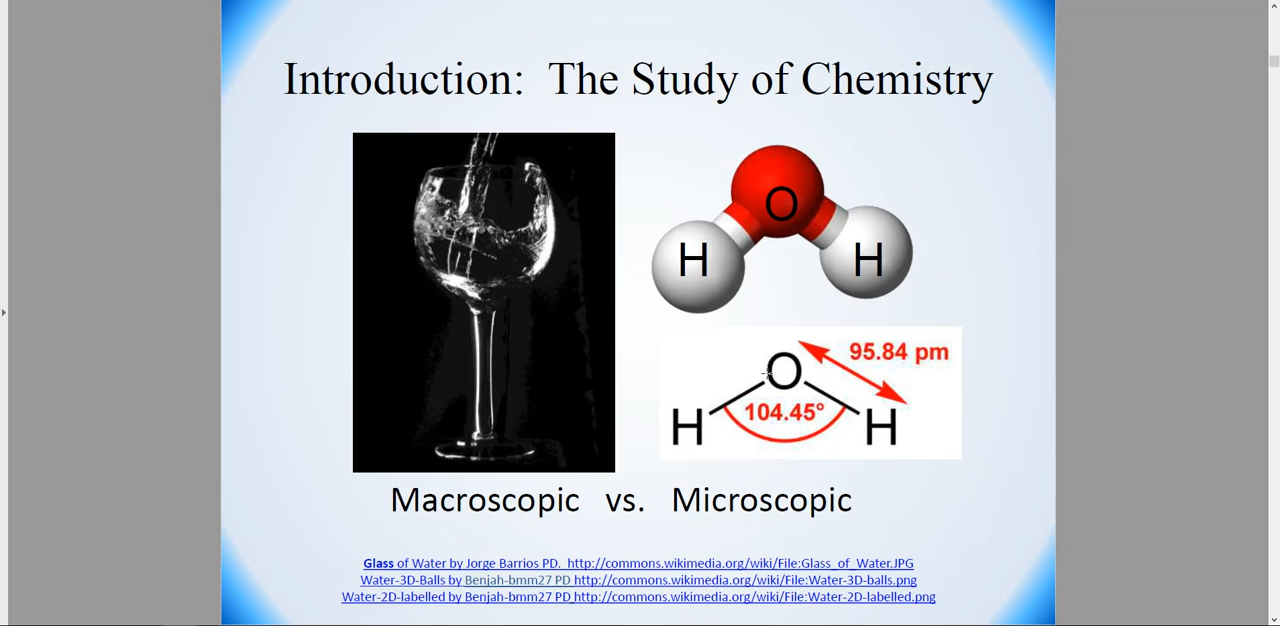 Introduction: The Study of Chemistry
O
H H
95.84 pm
O
104.45°
H H
Macroscopic vs. Microscopic
Glass of Water by Jorge Barrios PD. http://commons.wikimedia.org/wiki/File:Glass_of_Water.JPG
Water-3D-Balls by Benjah-bmm27 PD http://commons.wikimedia.org/wiki/File:Water-3D-balls.png
Water-2D-labelled by Benjah-bmm27 PD http://commons.wikimedia.org/wiki/File:Water-2D-labelled.png